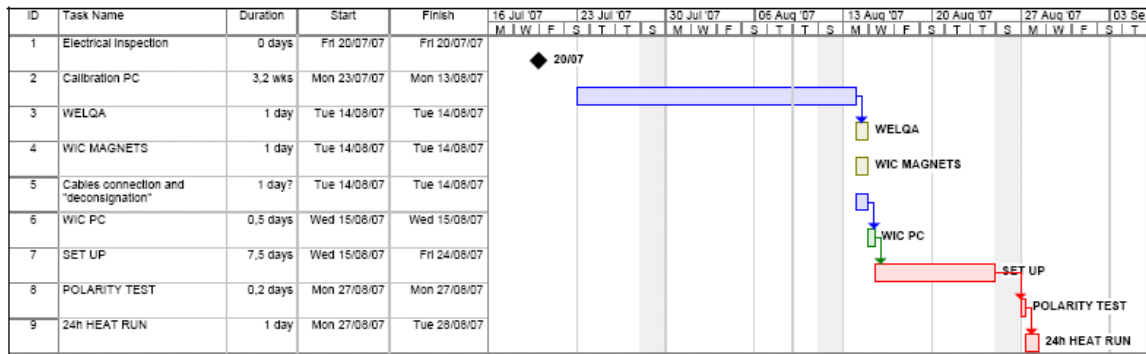 ID Task Name Duration Start Finish 16 Jul '07 23 Jul '07 30 Jul '07 06 Aug '07 13 Aug '07 20 Aug '07 27 Aug '07 03 Se
M W F S T T S M W F S T T S M W F S T T S M W F S T
1 Electrical Inspection 0 days Fri 20/07/07 Fri 20/07/07
20/07
2 Calibration PC 3,2 wks Mon 23/07/07 Mon 13/08/07
3 WELQA 1 day Tue 14/08/07 Tue 14/08/07
WELQA
4 WIC MAGNETS 1 day Tue 14/08/07 Tue 14/08/07
WIC MAGNETS
5 Cables connection and 1 day? Tue 14/08/07 Tue 14/08/07
"deconsignation"
6 WIC PC 0,5 days Wed 15/08/07 Wed 15/08/07
WIC PC
7 SET UP 7,5 days Wed 15/08/07 Fri 24/08/07
SET UP
8 POLARITY TEST 0,2 days Mon 27/08/07 Mon 27/08/07
POLARITY TEST
9 24h HEAT RUN 1 day Mon 27/08/07 Tue 28/08/07
24h HEAT RUN